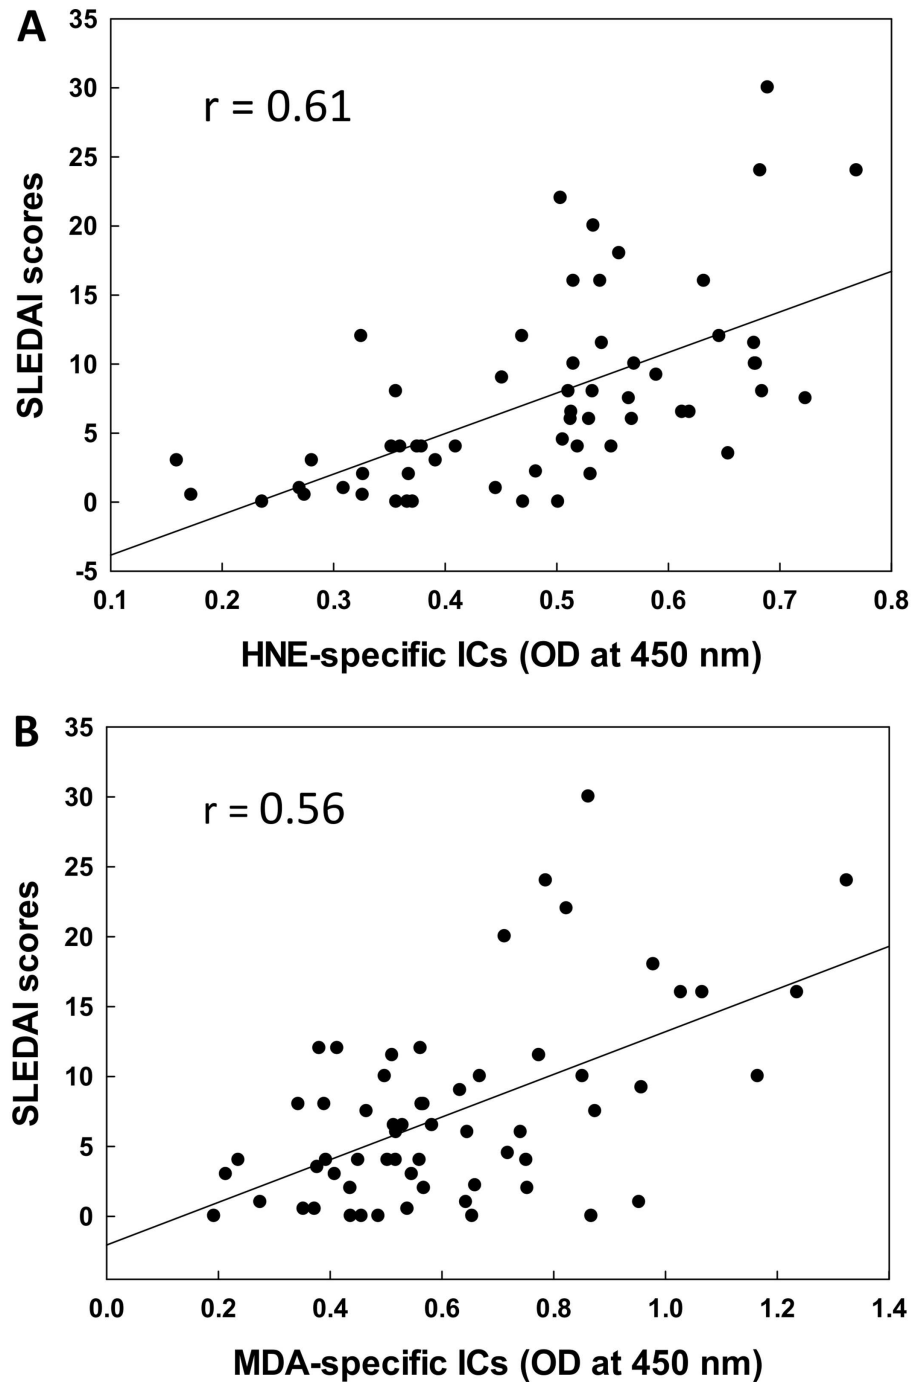 A
r = 0.61
SLEDAI scores
35
30
25
20
15
10
5
0
-5
0.1 0.2 0.3 0.4 0.5 0.6 0.7 0.8
HNE-specific ICs (OD at 450 nm)
B
r = 0.56
SLEDAI scores
35
30
25
20
15
10
5
0
0.0 0.2 0.4 0.6 0.8 1.0 1.2 1.4
MDA-specific ICs (OD at 450 nm)